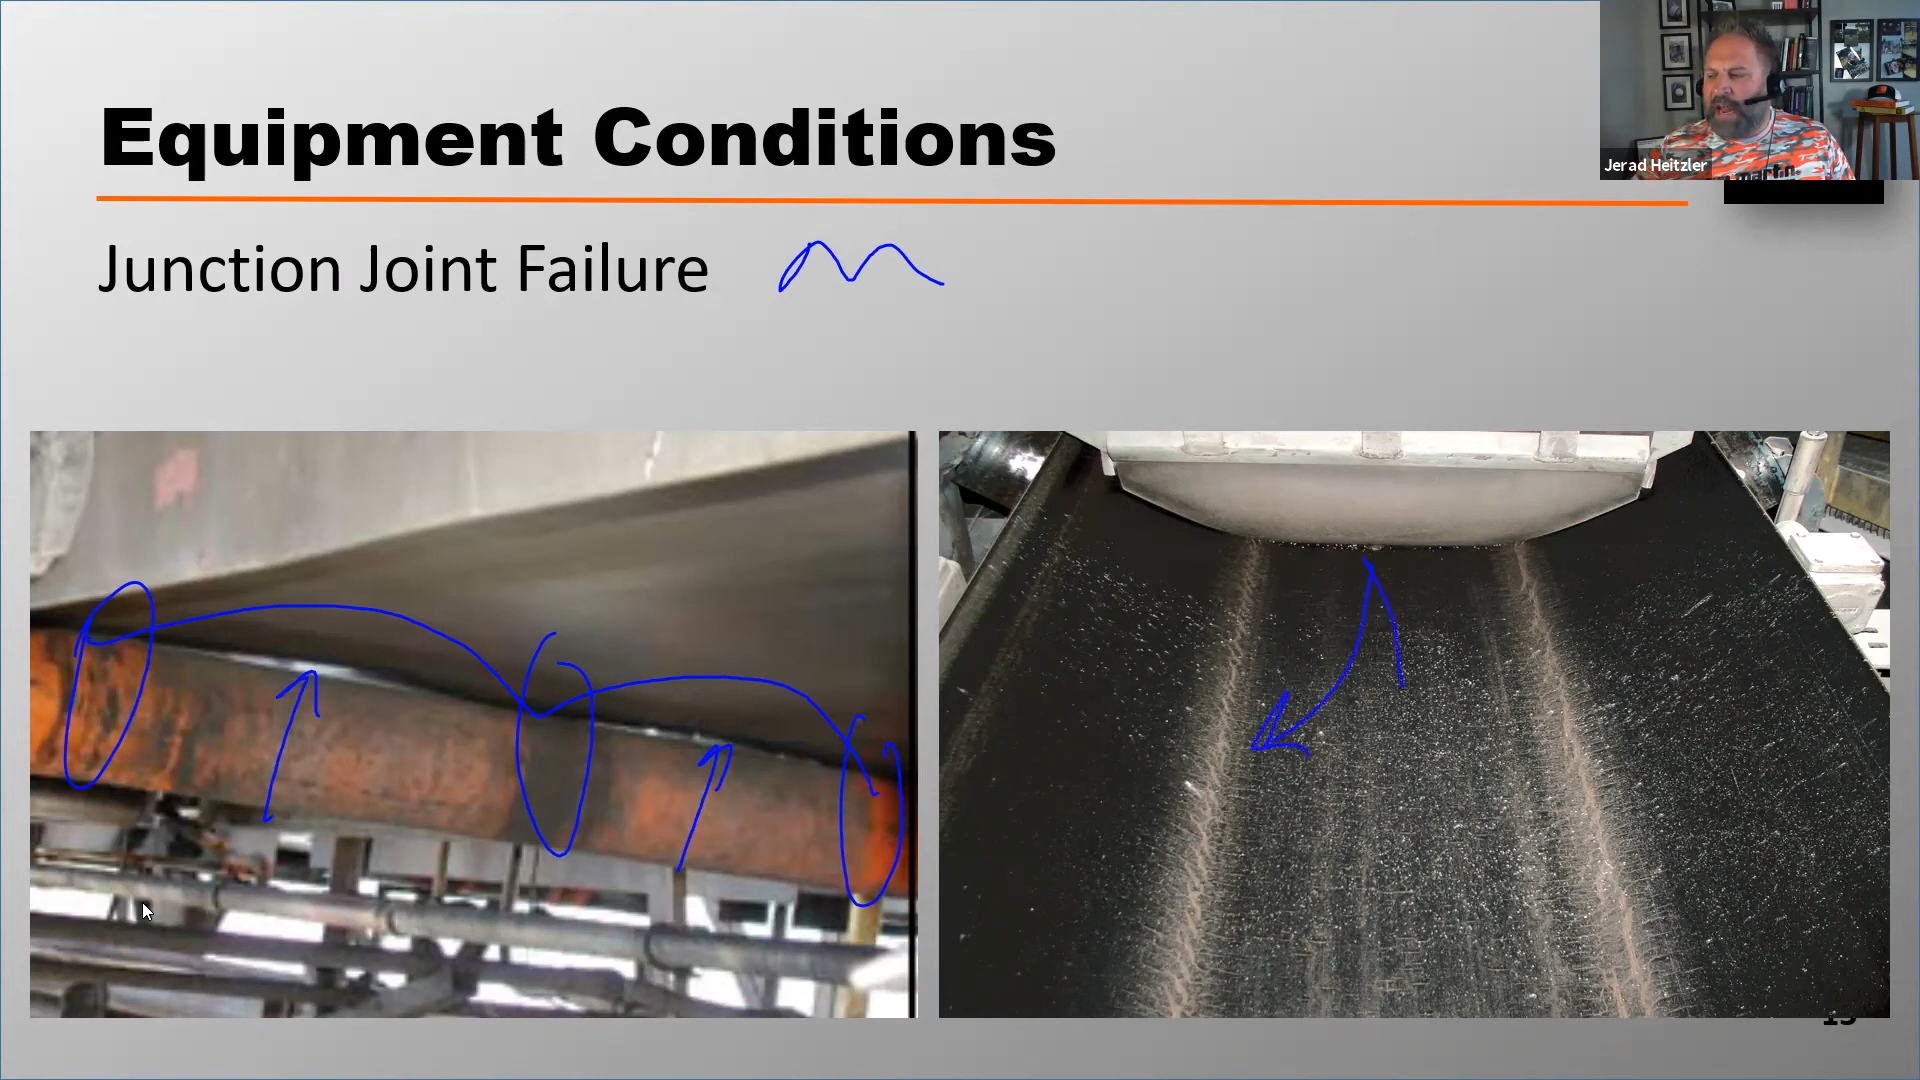 Equipment Conditions
Jerad Heitzler
Junction Joint Failure